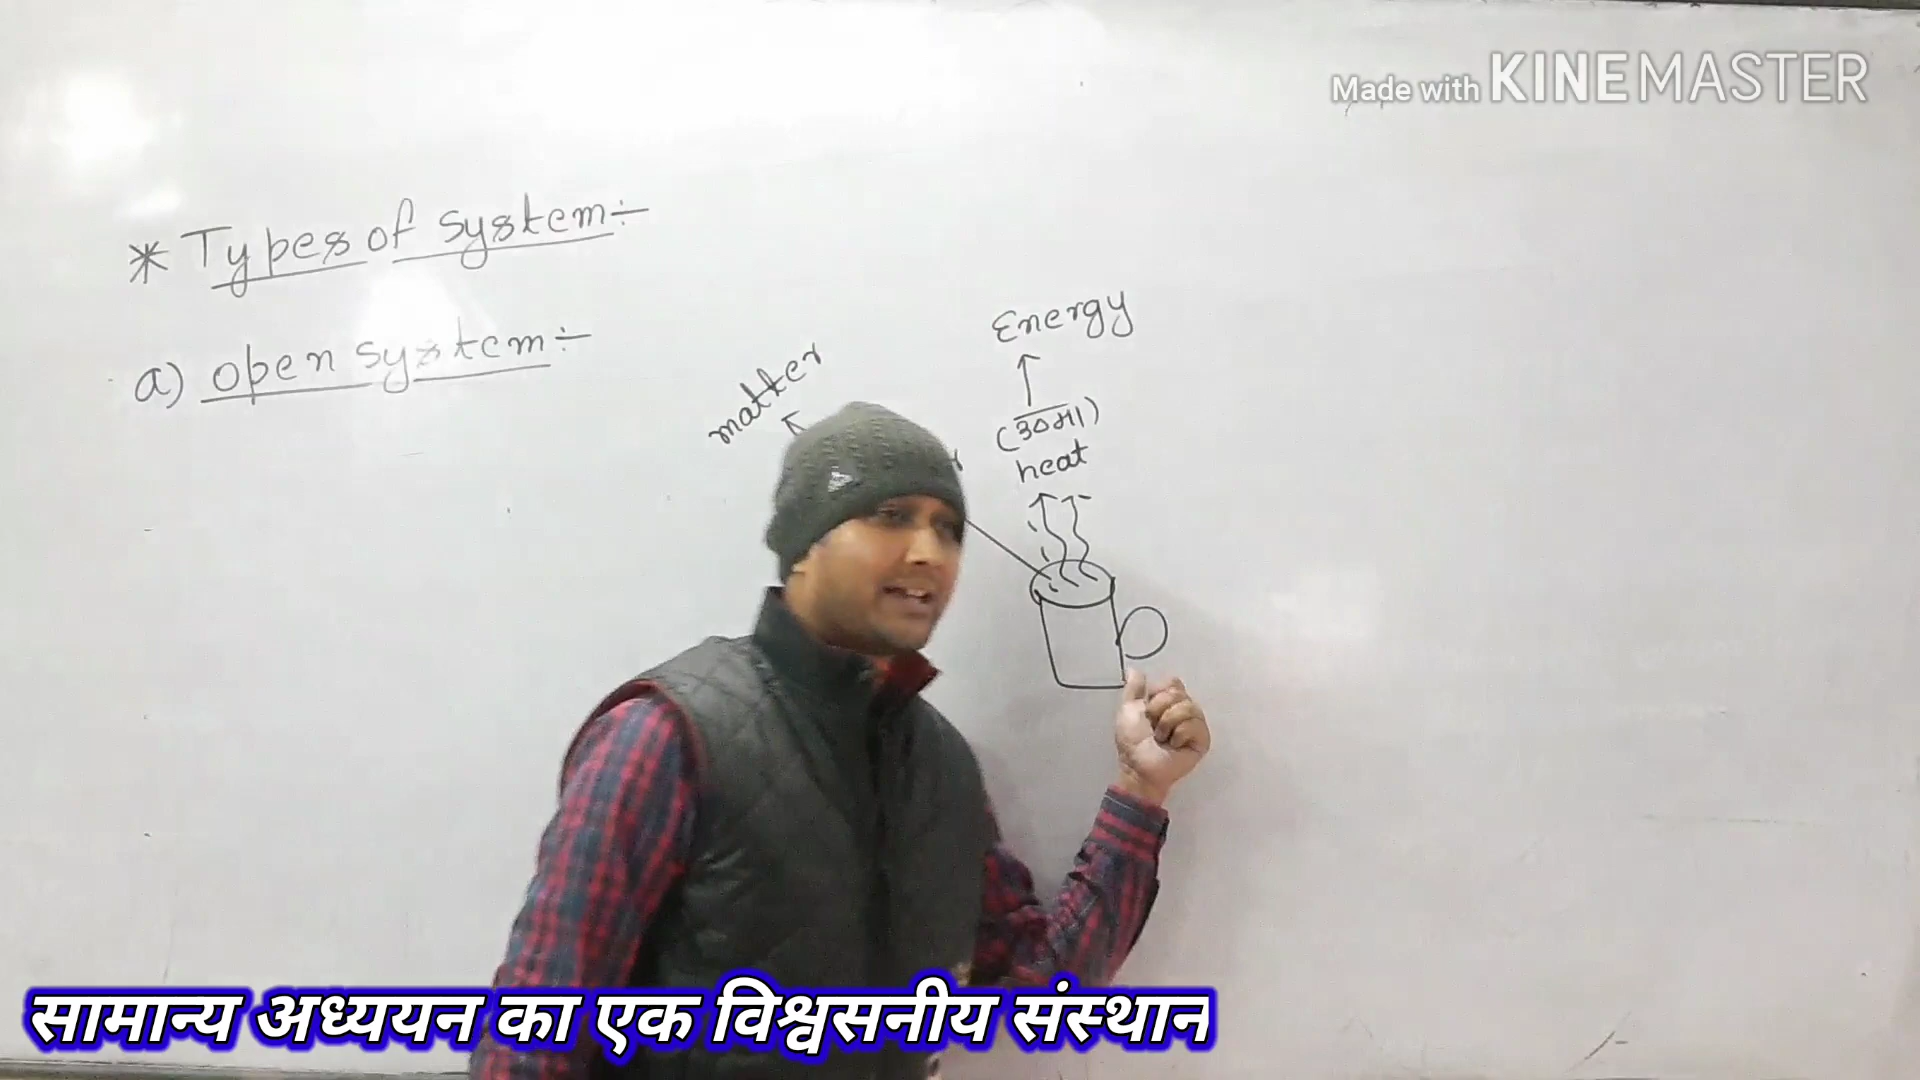 Made with KINEMASTER
* Types of system:-
a) open system:-
Energy
matter
(ऊष्मा)
heat
सामान्य अध्ययन का एक विश्वसनीय संस्थान